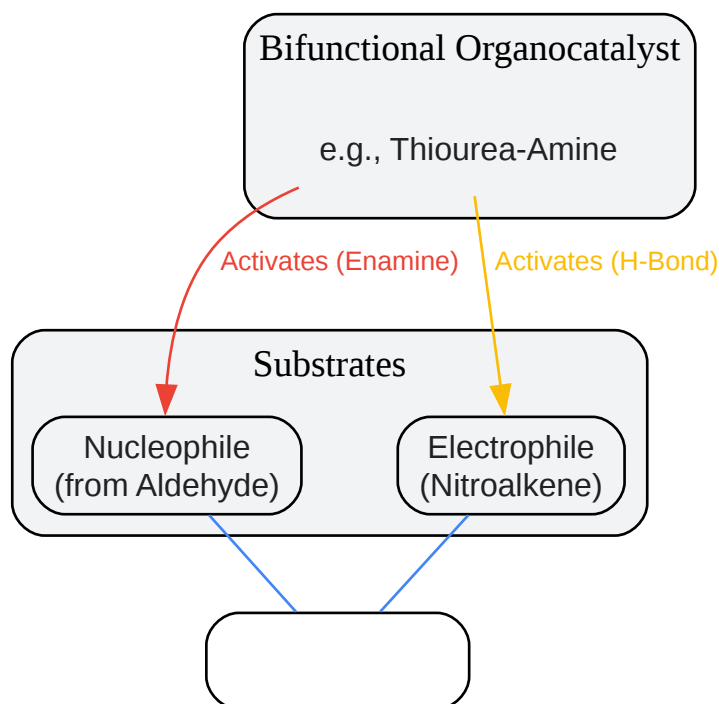 Bifunctional Organocatalyst
e.g., Thiourea-Amine
Activates (Enamine)
Activates (H-Bond)
Substrates
Nucleophile
(from Aldehyde)
Electrophile
(Nitroalkene)